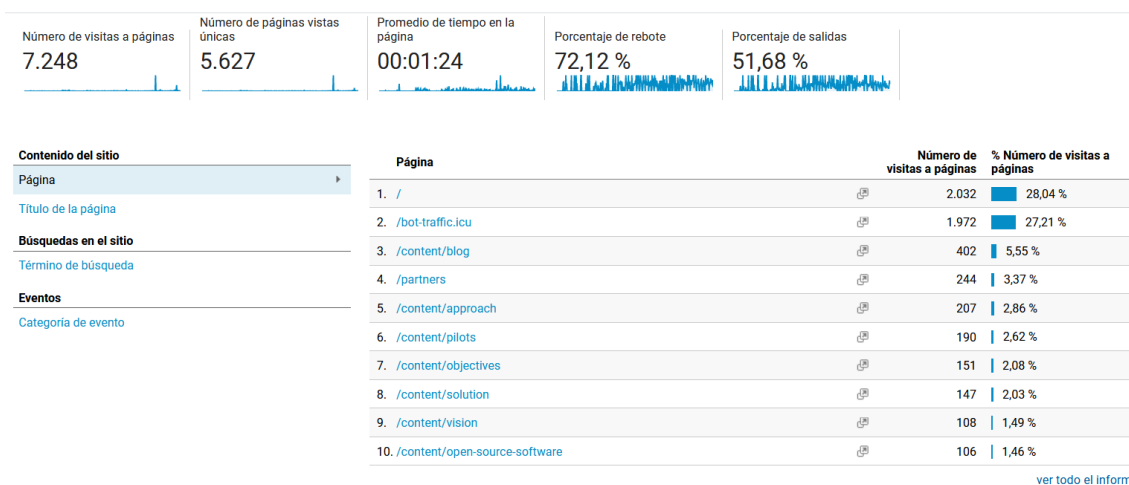 Número de visitas a páginas
7.248
Número de páginas vistas
únicas
5.627
Promedio de tiempo en la
página
00:01:24
Porcentaje de rebote
72,12 %
Porcentaje de salidas
51,68 %
Contenido del sitio
Página
Título de la página
Búsquedas en el sitio
Término de búsqueda
Eventos
Categoría de evento
Página
Número de
visitas a páginas
% Número de visitas a
páginas
1. / 2.032 28,04 %
2. /bot-traffic.icu 1.972 27,21 %
3. /content/blog 402 5,55 %
4. /partners 244 3,37 %
5. /content/approach 207 2,86 %
6. /content/pilots 190 2,62 %
7. /content/objectives 151 2,08 %
8. /content/solution 147 2,03 %
9. /content/vision 108 1,49 %
10. /content/open-source-software 106 1,46 %
ver todo el inform